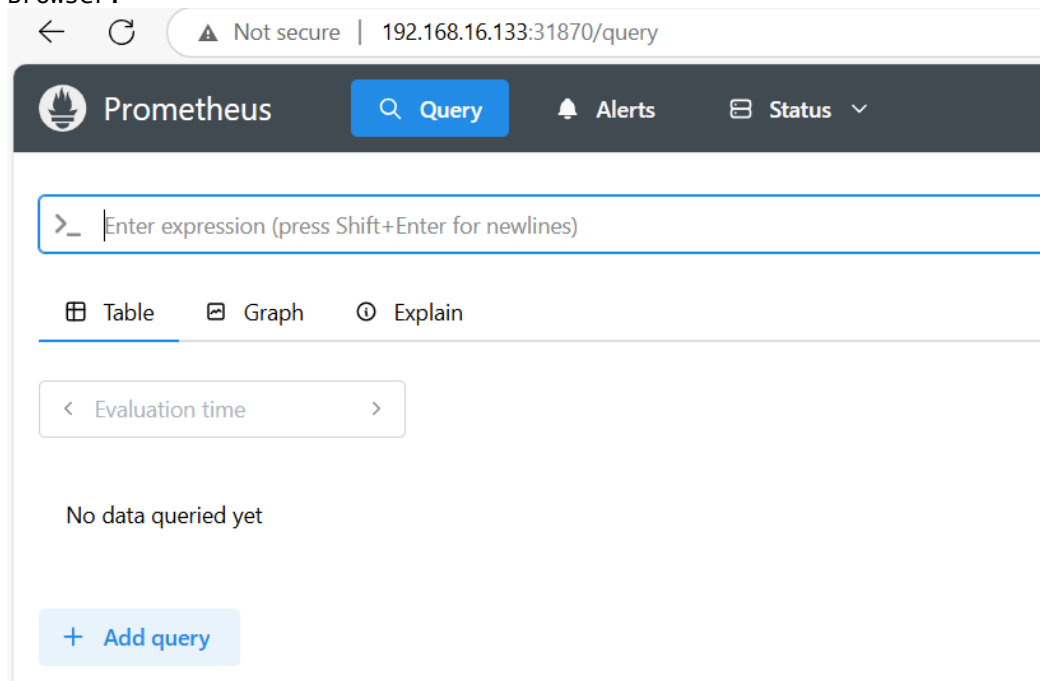 Browser.
Not secure | 192.168.16.133:31870/query
Prometheus Query Alerts Status
>_ Enter expression (press Shift+Enter for newlines)
Table Graph Explain
< Evaluation time >
No data queried yet
+ Add query